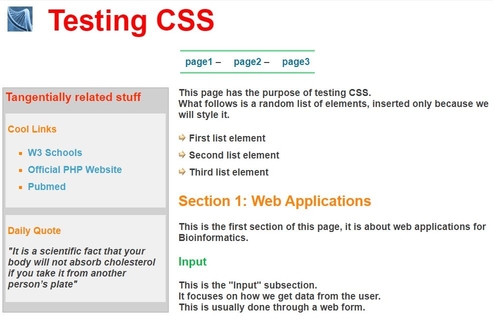 Testing CSS
page1 – page2 – page3
Tangentially related stuff
Cool Links
W3 Schools
Official PHP Website
Pubmed
Daily Quote
"It is a scientific fact that your
body will not absorb cholesterol
if you take it from another
person's plate"
This page has the purpose of testing CSS.
What follows is a random list of elements, inserted only because we
will style it.
First list element
Second list element
Third list element
Section 1: Web Applications
This is the first section of this page, it is about web applications for
Bioinformatics.
Input
This is the "Input" subsection.
It focuses on how we get data from the user.
This is usually done through a web form.